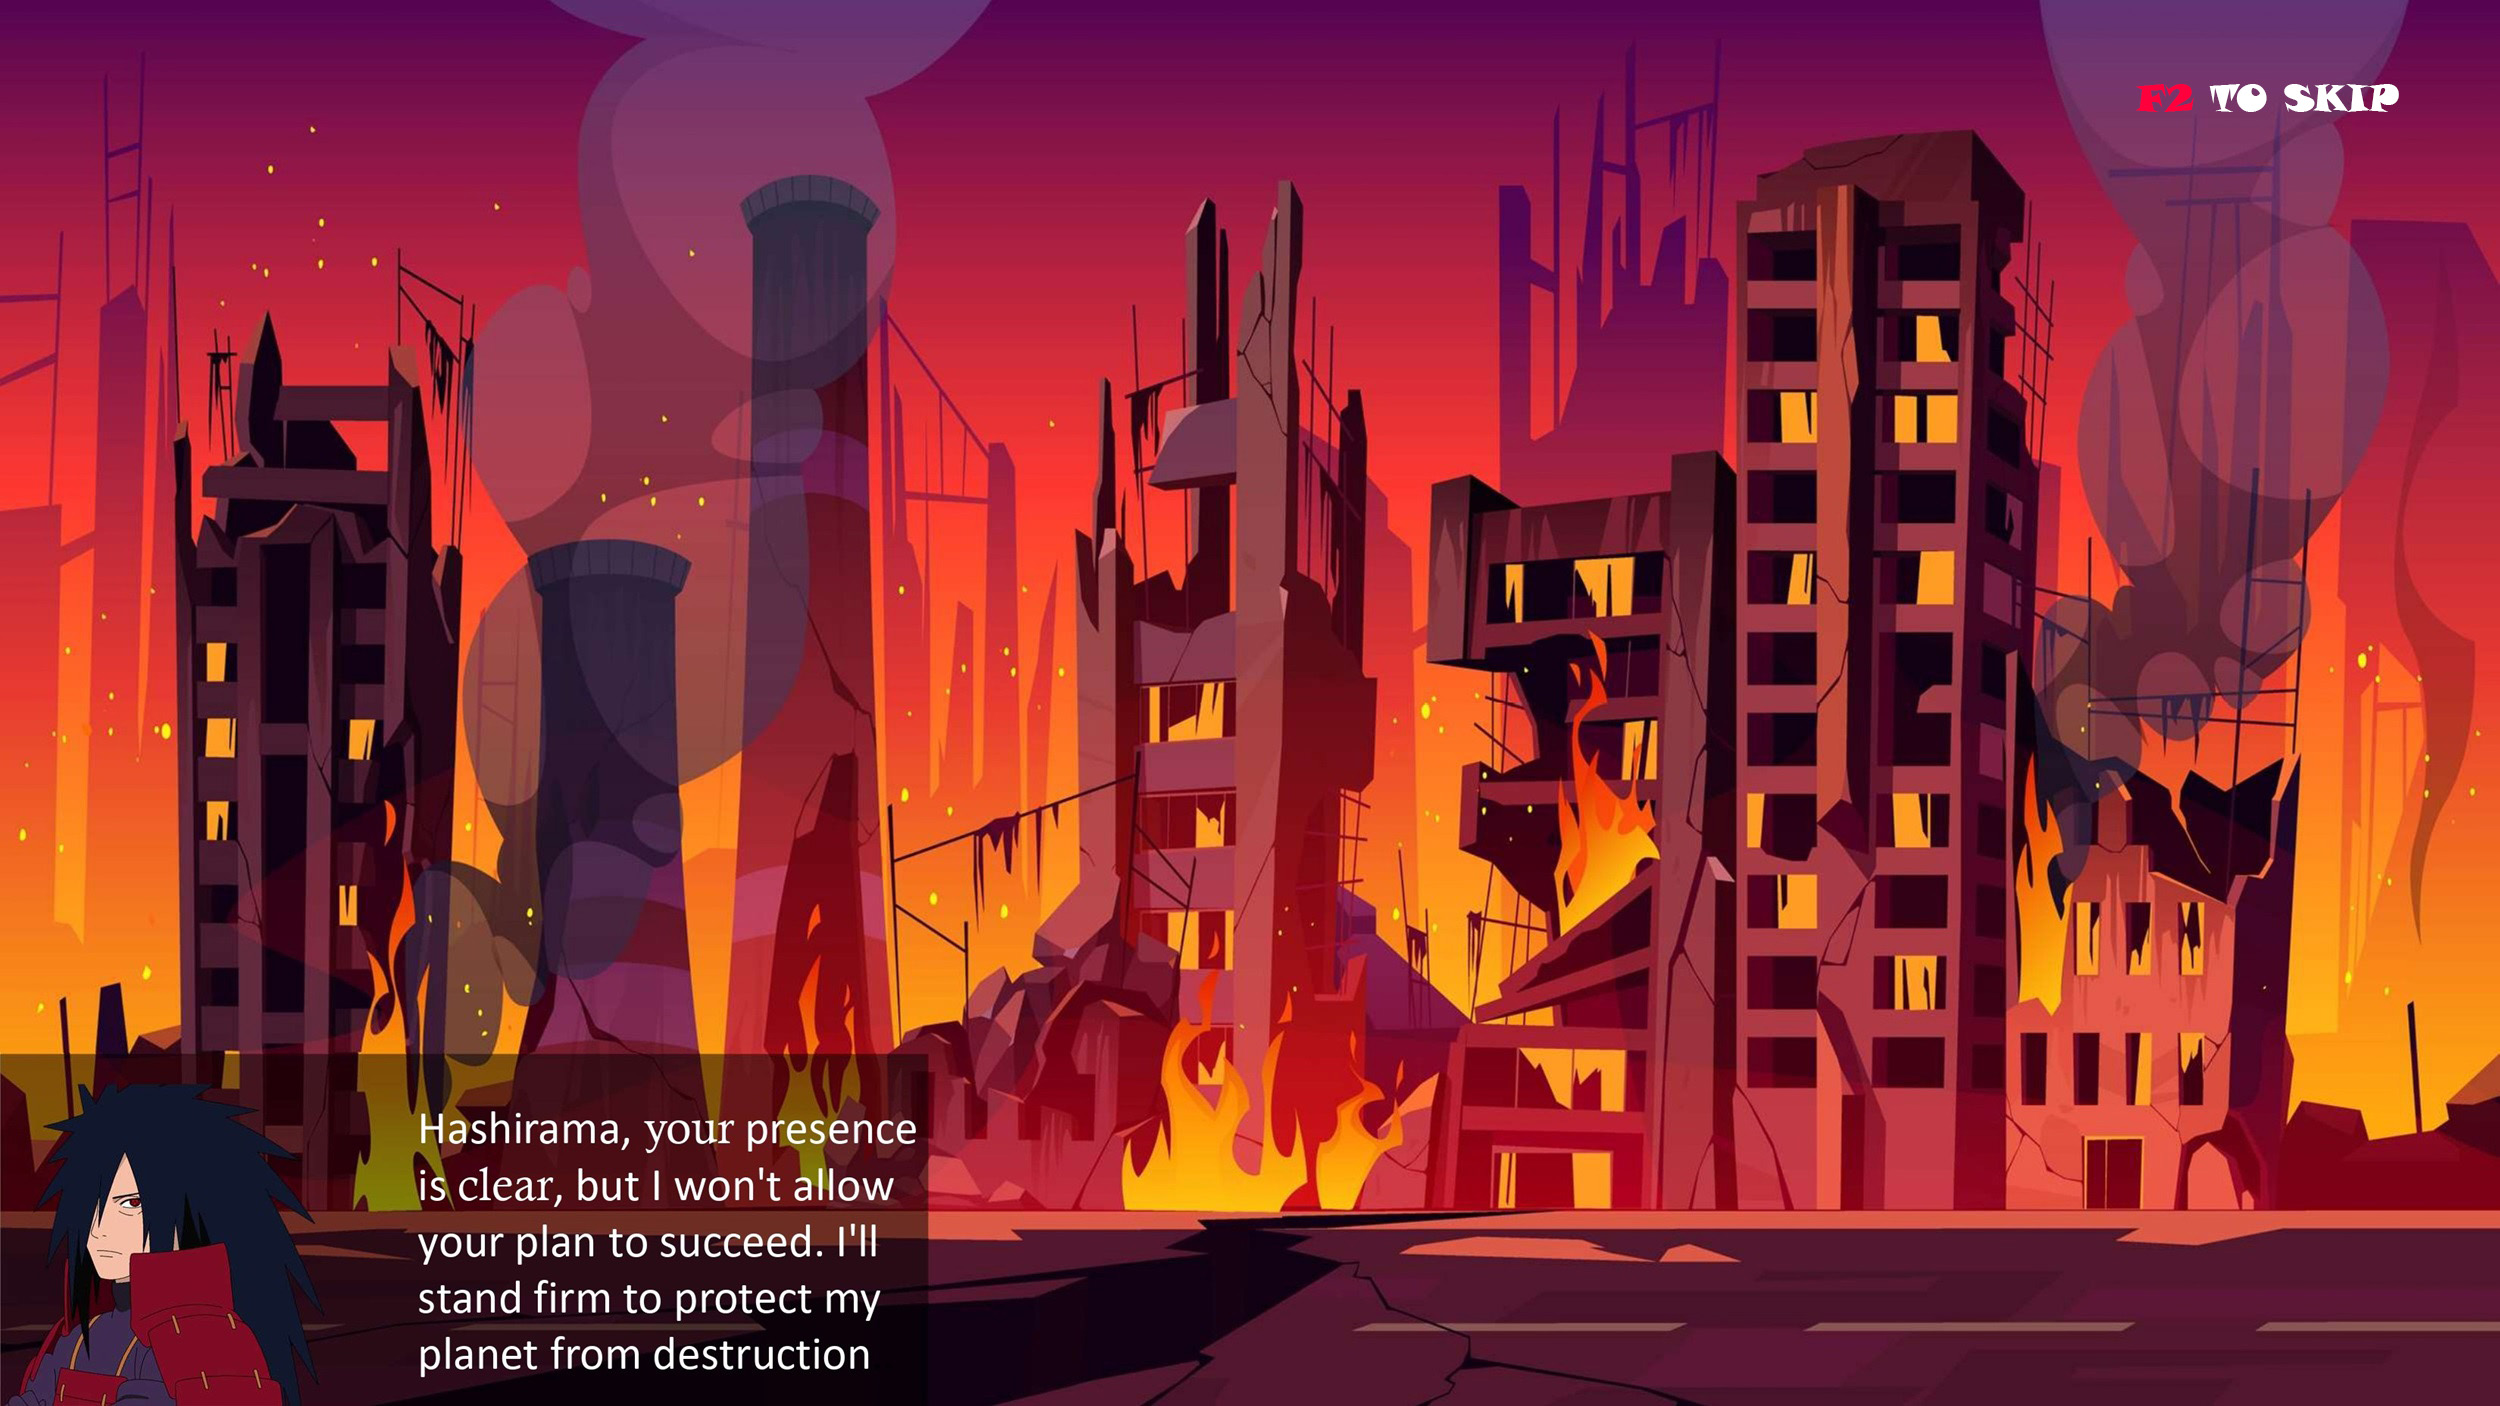 F2 TO SKIP
Hashirama, your presence
is clear, but I won't allow
your plan to succeed. I'll
stand firm to protect my
planet from destruction